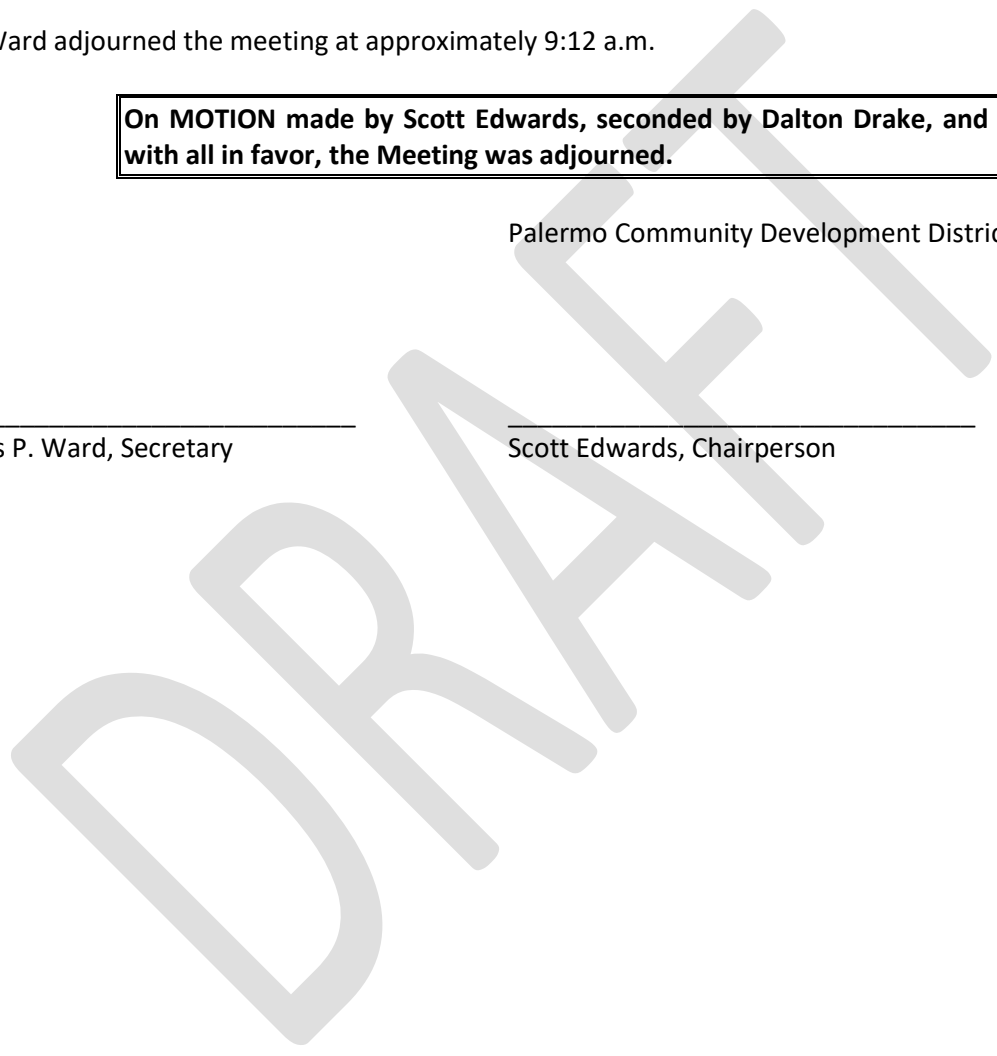 Ward adjourned the meeting at approximately 9:12 a.m.
On MOTION made by Scott Edwards, seconded by Dalton Drake, and
with all in favor, the Meeting was adjourned.
Palermo Community Development Distric
s P. Ward, Secretary
Scott Edwards, Chairperson
DRAFT